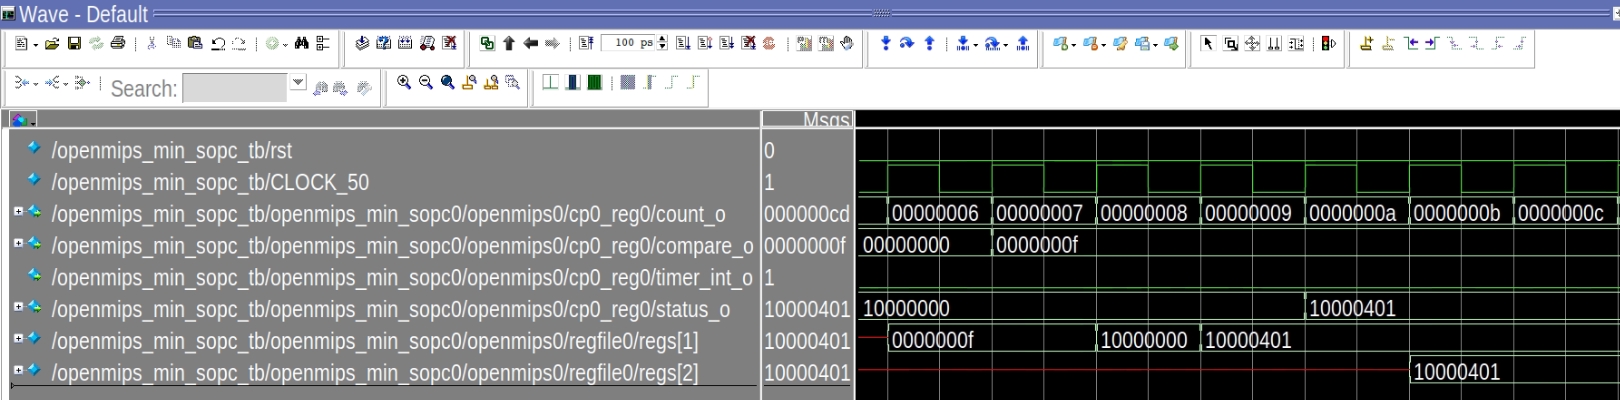 Wave - Default
100 ps
Search:
Msgs
/openmips_min_sopc_tb/rst 0
/openmips_min_sopc_tb/CLOCK_50 1
/openmips_min_sopc_tb/openmips_min_sopc0/openmips0/cp0_reg0/count_o 000000cd 00000006 00000007 00000008 00000009 0000000a 0000000b 0000000c
/openmips_min_sopc_tb/openmips_min_sopc0/openmips0/cp0_reg0/compare_o 0000000f 00000000 0000000f
/openmips_min_sopc_tb/openmips_min_sopc0/openmips0/cp0_reg0/timer_int_o 1
/openmips_min_sopc_tb/openmips_min_sopc0/openmips0/cp0_reg0/status_o 10000401 10000000 10000401
/openmips_min_sopc_tb/openmips_min_sopc0/openmips0/regfile0/regs[1] 10000401 0000000f 10000000 10000401
/openmips_min_sopc_tb/openmips_min_sopc0/openmips0/regfile0/regs[2] 10000401 10000401